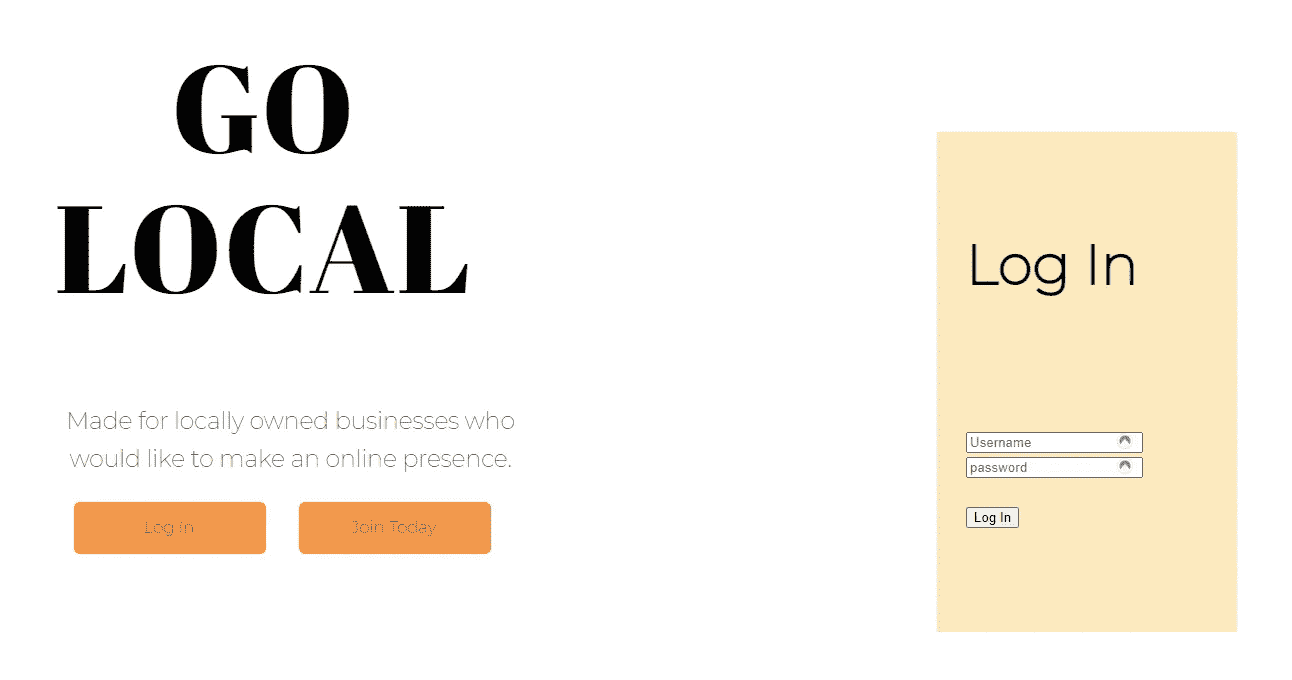 GO
LOCAL
Made for locally owned businesses who
would like to make an online presence.
Log In
Join Today
Log In
Username
password
Log In